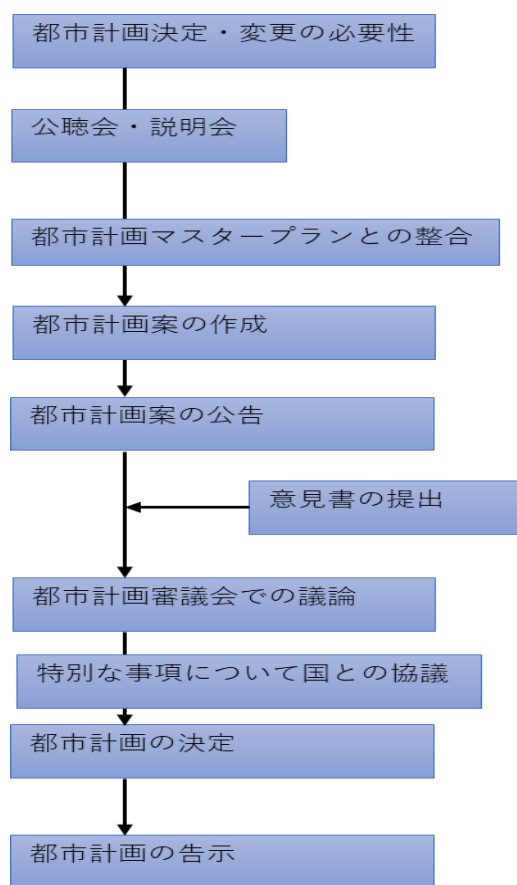 都市計画決定・変更の必要性
公聴会・説明会
都市計画マスタープランとの整合
都市計画案の作成
都市計画案の公告
意見書の提出
都市計画審議会での議論
特別な事項について国との協議
都市計画の決定
都市計画の告示